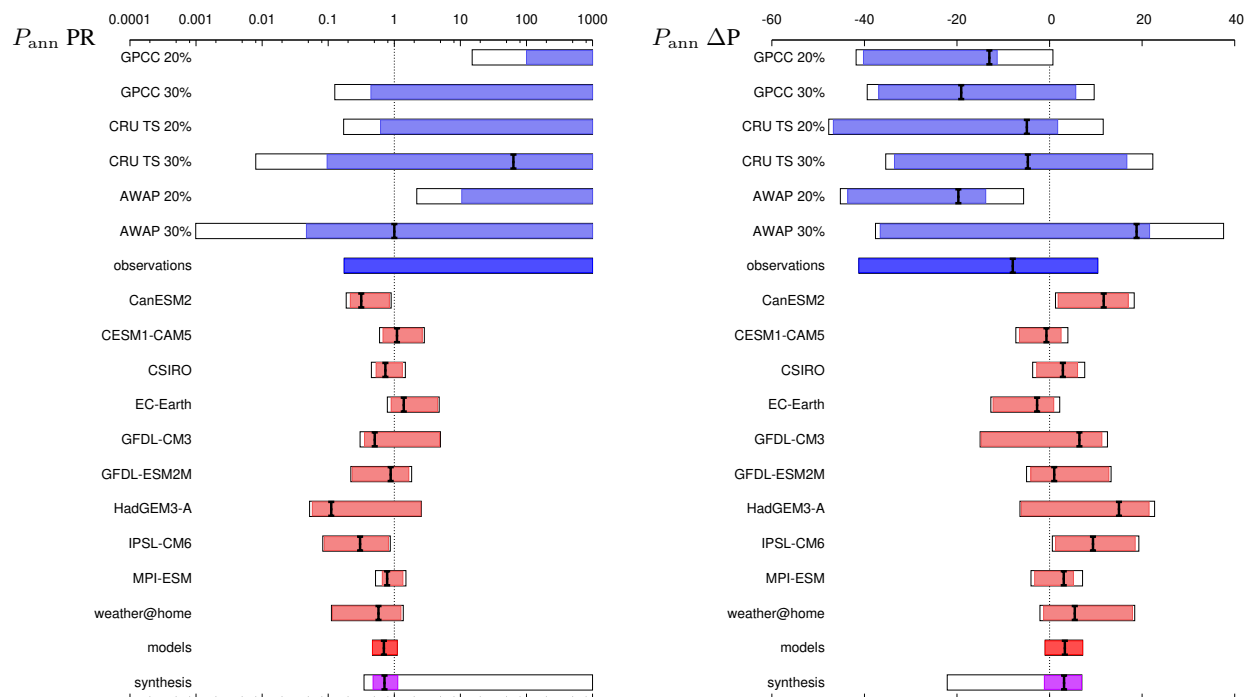 0.0001 0.001 0.01 0.1 1 10 100 1000
P_ann PR
GPCC 20%
GPCC 30%
CRU TS 20%
CRU TS 30%
AWAP 20%
AWAP 30%
observations
CanESM2
CESM1-CAM5
CSIRO
EC-Earth
GFDL-CM3
GFDL-ESM2M
HadGEM3-A
IPSL-CM6
MPI-ESM
weather@home
models
synthesis
-60 -40 -20 0 20 40
P_ann ΔP
GPCC 20%
GPCC 30%
CRU TS 20%
CRU TS 30%
AWAP 20%
AWAP 30%
observations
CanESM2
CESM1-CAM5
CSIRO
EC-Earth
GFDL-CM3
GFDL-ESM2M
HadGEM3-A
IPSL-CM6
MPI-ESM
weather@home
models
synthesis